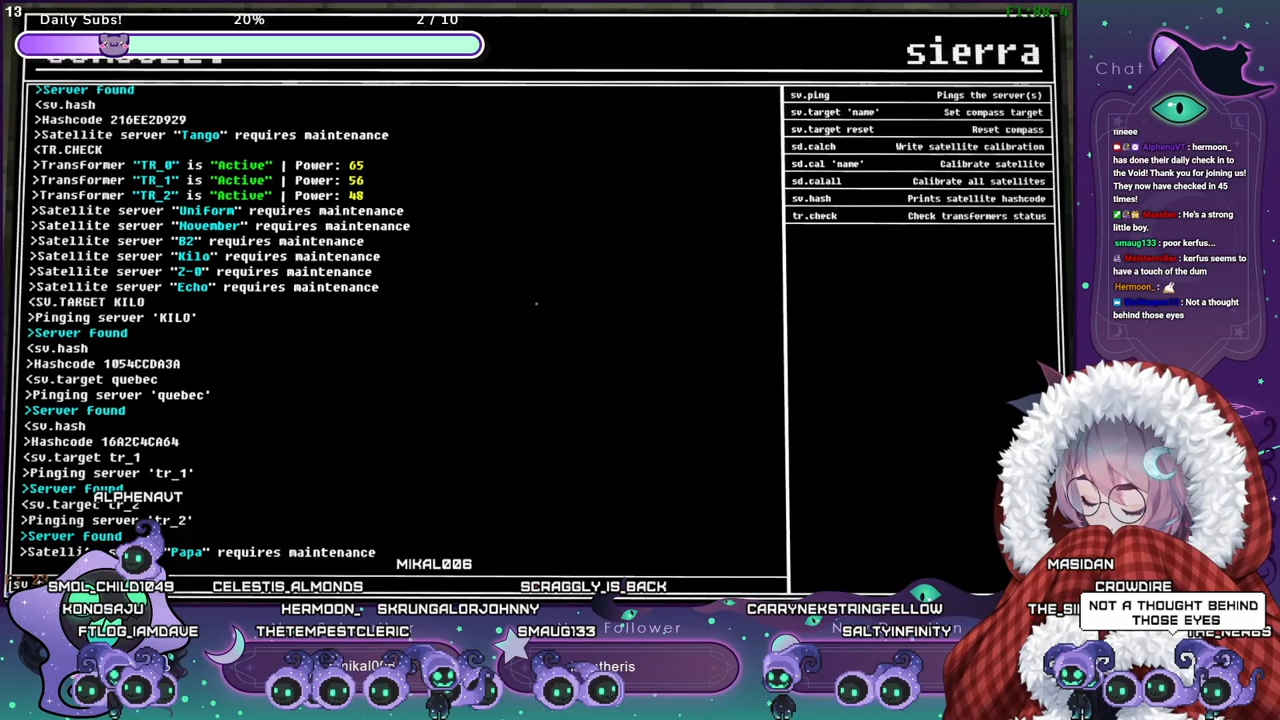 13
Daily Subs!
20%
2 / 10
sierra
>Server Found
<sv.hash
>Hashcode 216EE2D929
>Satellite server "Tango" requires maintenance
<TR.CHECK
>Transformer "TR_0" is "Active" | Power: 65
>Transformer "TR_1" is "Active" | Power: 56
>Transformer "TR_2" is "Active" | Power: 48
>Satellite server "Uniform" requires maintenance
>Satellite server "November" requires maintenance
>Satellite server "B2" requires maintenance
>Satellite server "Kilo" requires maintenance
>Satellite server "2-0" requires maintenance
>Satellite server "Echo" requires maintenance
<SV.TARGET KILO
>Pinging server 'KILO'
>Server Found
<sv.hash
>Hashcode 1054CCDA3A
<sv.target quebec
>Pinging server 'quebec'
>Server Found
<sv.hash
>Hashcode 16A2C4CA64
<sv.target tr_1
>Pinging server 'tr_1'
>Server Found
<sv.target tr_2
>Pinging server 'tr_2'
>Server Found
"Papa" requires maintenance
sv.ping Pings the server(s)
sv.target 'name' Set compass target
sv.target reset Reset compass
sd.calch Write satellite calibration
sd.cal 'name' Calibrate satellite
sd.calall Calibrate all satellites
sv.hash Prints satellite hashcode
tr.check Check transformers status
Chat
fineee
AlphenaVT: hermoon_
has done their daily check in to
the Void! Thank you for joining us!
They now have checked in 45
times!
Masidan: He's a strong
little boy.
smaug133: poor kerfus...
Meistermiller: kerfus seems to
have a touch of the dum
Hermoon_:
Not a thought
behind those eyes
ALPHENAVT
MIKAL006
SMOL_CHILD1049
CELESTIS_ALMONDS
SCRAGGLY_IS_BACK
MASIDAN
CROWDIRE
KONOSAJU
HERMOON_
SKRUNGALORJOHNNY
CARRYNEKSTRINGFELLOW
NOT A THOUGHT BEHIND
THOSE EYES
FTLOG_IAMDAVE
THETEMPESTCLERIC
SMAUG133
Follower
SALTYINFINITY